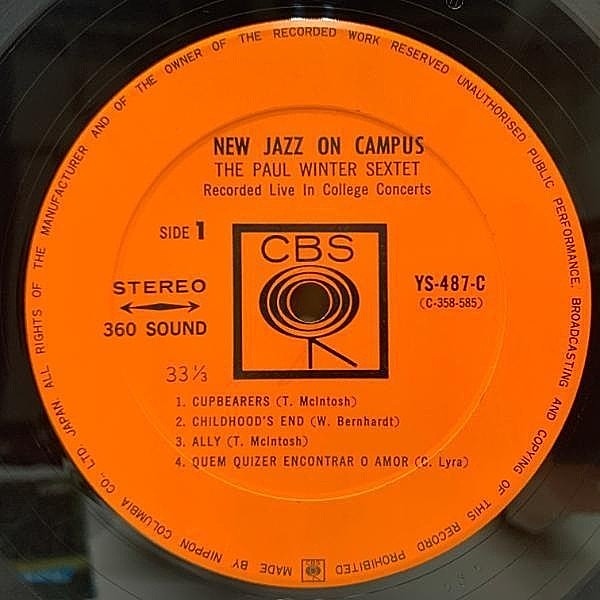 ALL RIGHTS OF THE MANUFACTURER AND OF THE OWNER OF THE RECORDED WORK RESERVED UNAUTHORISED PUBLIC PERFORMANCE, BROADCASTING AND COPYING OF THIS RECORD PROHIBITED
NEW JAZZ ON CAMPUS
THE PAUL WINTER SEXTET
Recorded Live In College Concerts
SIDE 1
CBS
STEREO
360 SOUND
YS-487-C
(C-358-585)
33 ⅓
1. CUPBEARERS (T. McIntosh)
2. CHILDHOOD'S END (W. Bernhardt)
3. ALLY (T. McIntosh)
4. QUEM QUIZER ENCONTRAR O AMOR (C. Lyra)
MADE BY NIPPON COLUMBIA CO., LTD. JAPAN.